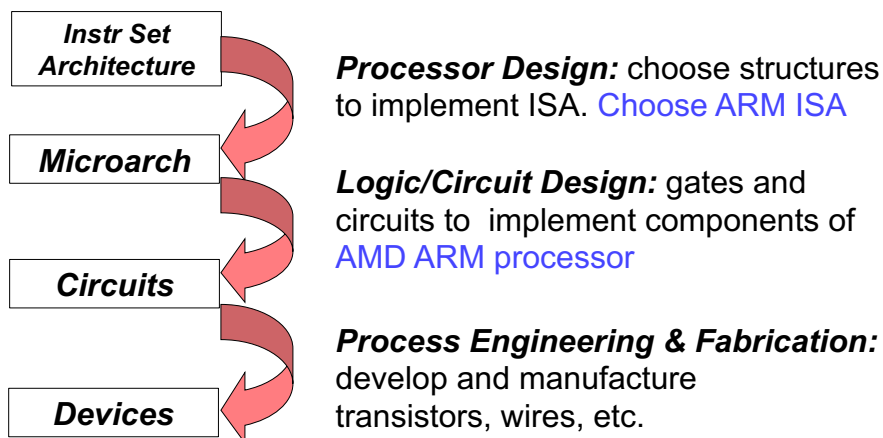 Instr Set
Architecture
Processor Design: choose structures
to implement ISA. Choose ARM ISA
Microarch
Logic/Circuit Design: gates and
circuits to implement components of
AMD ARM processor
Circuits
Process Engineering & Fabrication:
develop and manufacture
transistors, wires, etc.
Devices